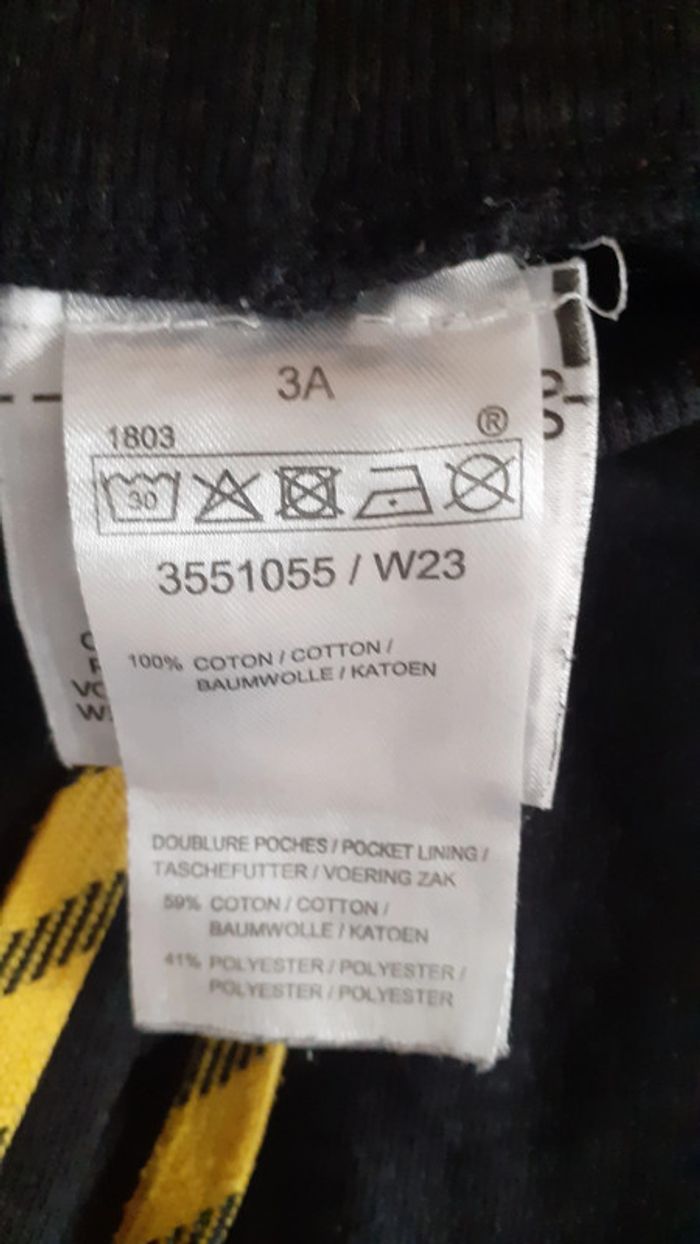 3A
1803
®
30
3551055 / W23
100% COTON / COTTON /
BAUMWOLLE / KATOEN
DOUBLURE POCHES / POCKET LINING /
TASCHEFUTTER / VOERING ZAK
59% COTON / COTTON /
BAUMWOLLE / KATOEN
41% POLYESTER / POLYESTER /
POLYESTER / POLYESTER